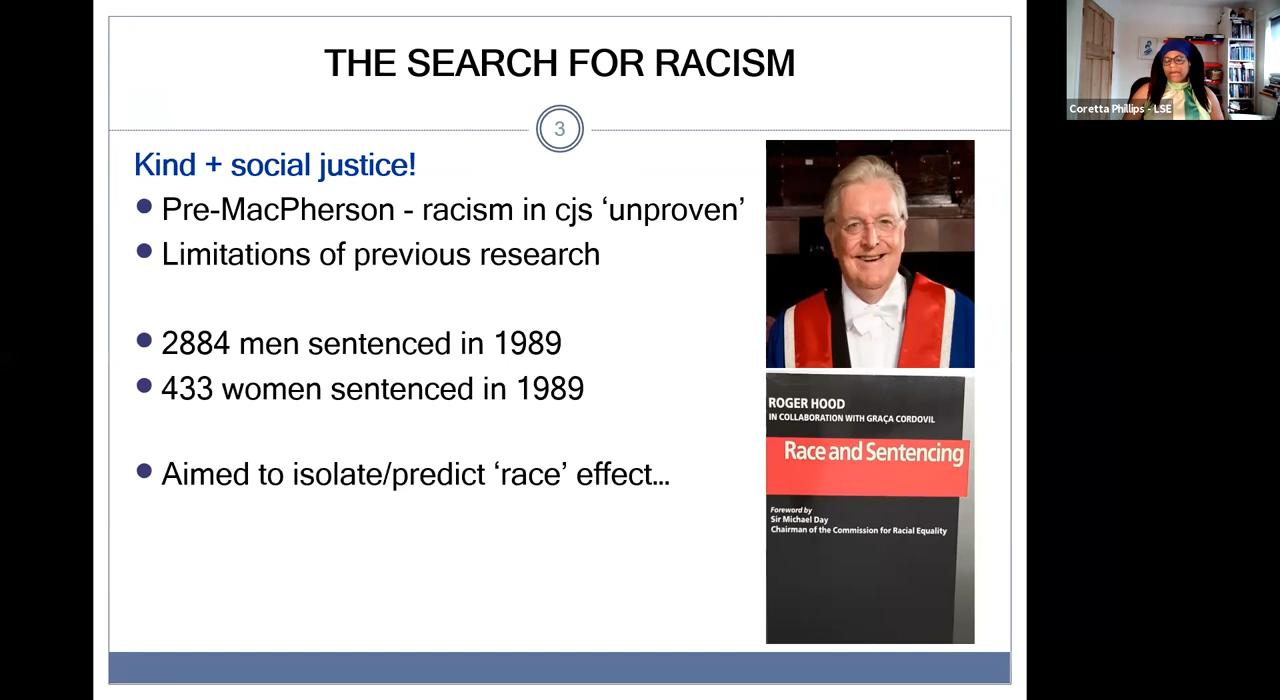 THE SEARCH FOR RACISM
3
Kind + social justice!
Pre-MacPherson - racism in cjs ‘unproven’
Limitations of previous research
2884 men sentenced in 1989
433 women sentenced in 1989
Aimed to isolate/predict ‘race’ effect...
ROGER HOOD
IN COLLABORATION WITH GRAÇA CORDOVIL
Race and Sentencing
Foreword by
Sir Michael Day
Chairman of the Commission for Racial Equality
Coretta Phillips - LSE